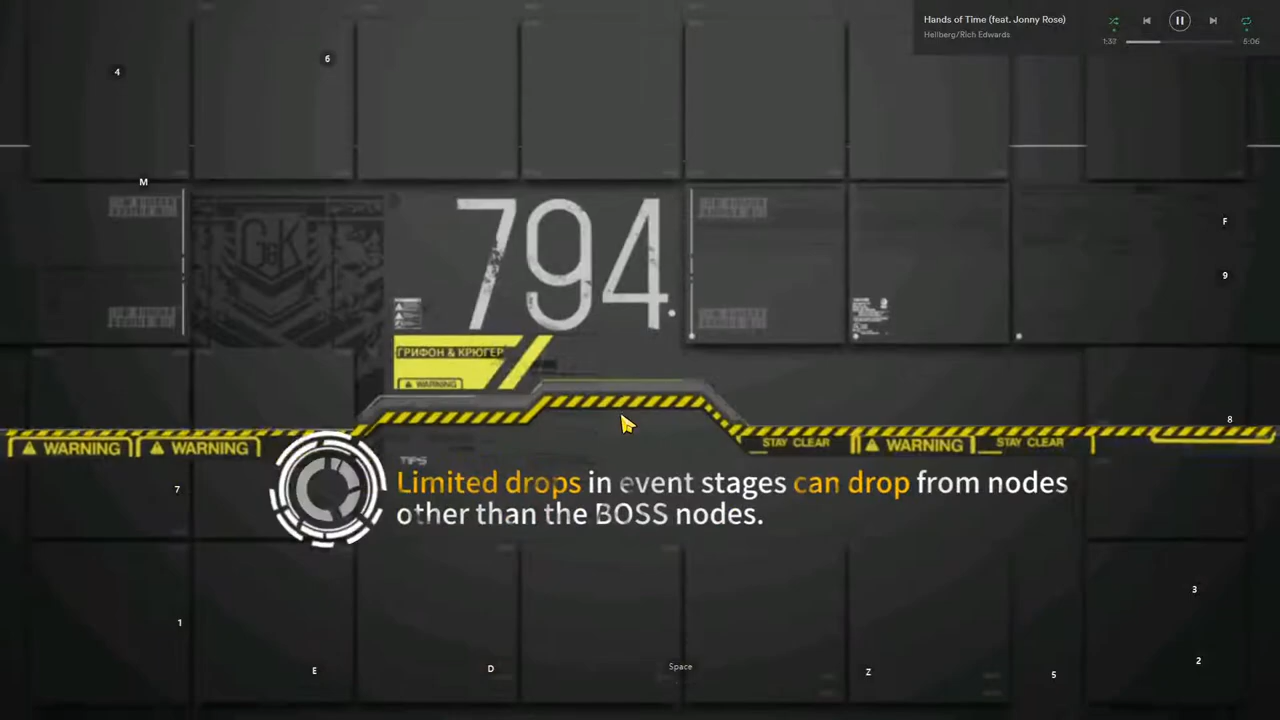 Hands of Time (feat. Jonny Rose)
Hellberg/Rich Edwards
1:37
6:06
4
6
M
G&K
794.
F
9
ГРИФОН & КРЮГЕР
WARNING
8
WARNING
WARNING
STAY CLEAR
WARNING
STAY CLEAR
TIPS
Limited drops in event stages can drop from nodes
other than the BOSS nodes.
7
3
1
E
D
Space
Z
5
2